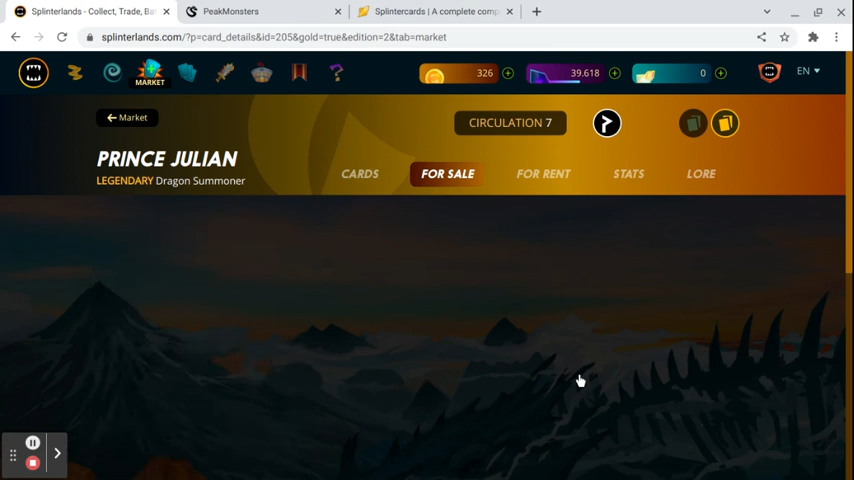 Splinterlands - Collect, Trade, Bat
PeakMonsters
Splintercards | A complete comp
splinterlands.com/?p=card_details&id=205&gold=true&edition=2&tab=market
MARKET
326
39.618
0
EN
Market
CIRCULATION 7
PRINCE JULIAN
LEGENDARY Dragon Summoner
CARDS
FOR SALE
FOR RENT
STATS
LORE